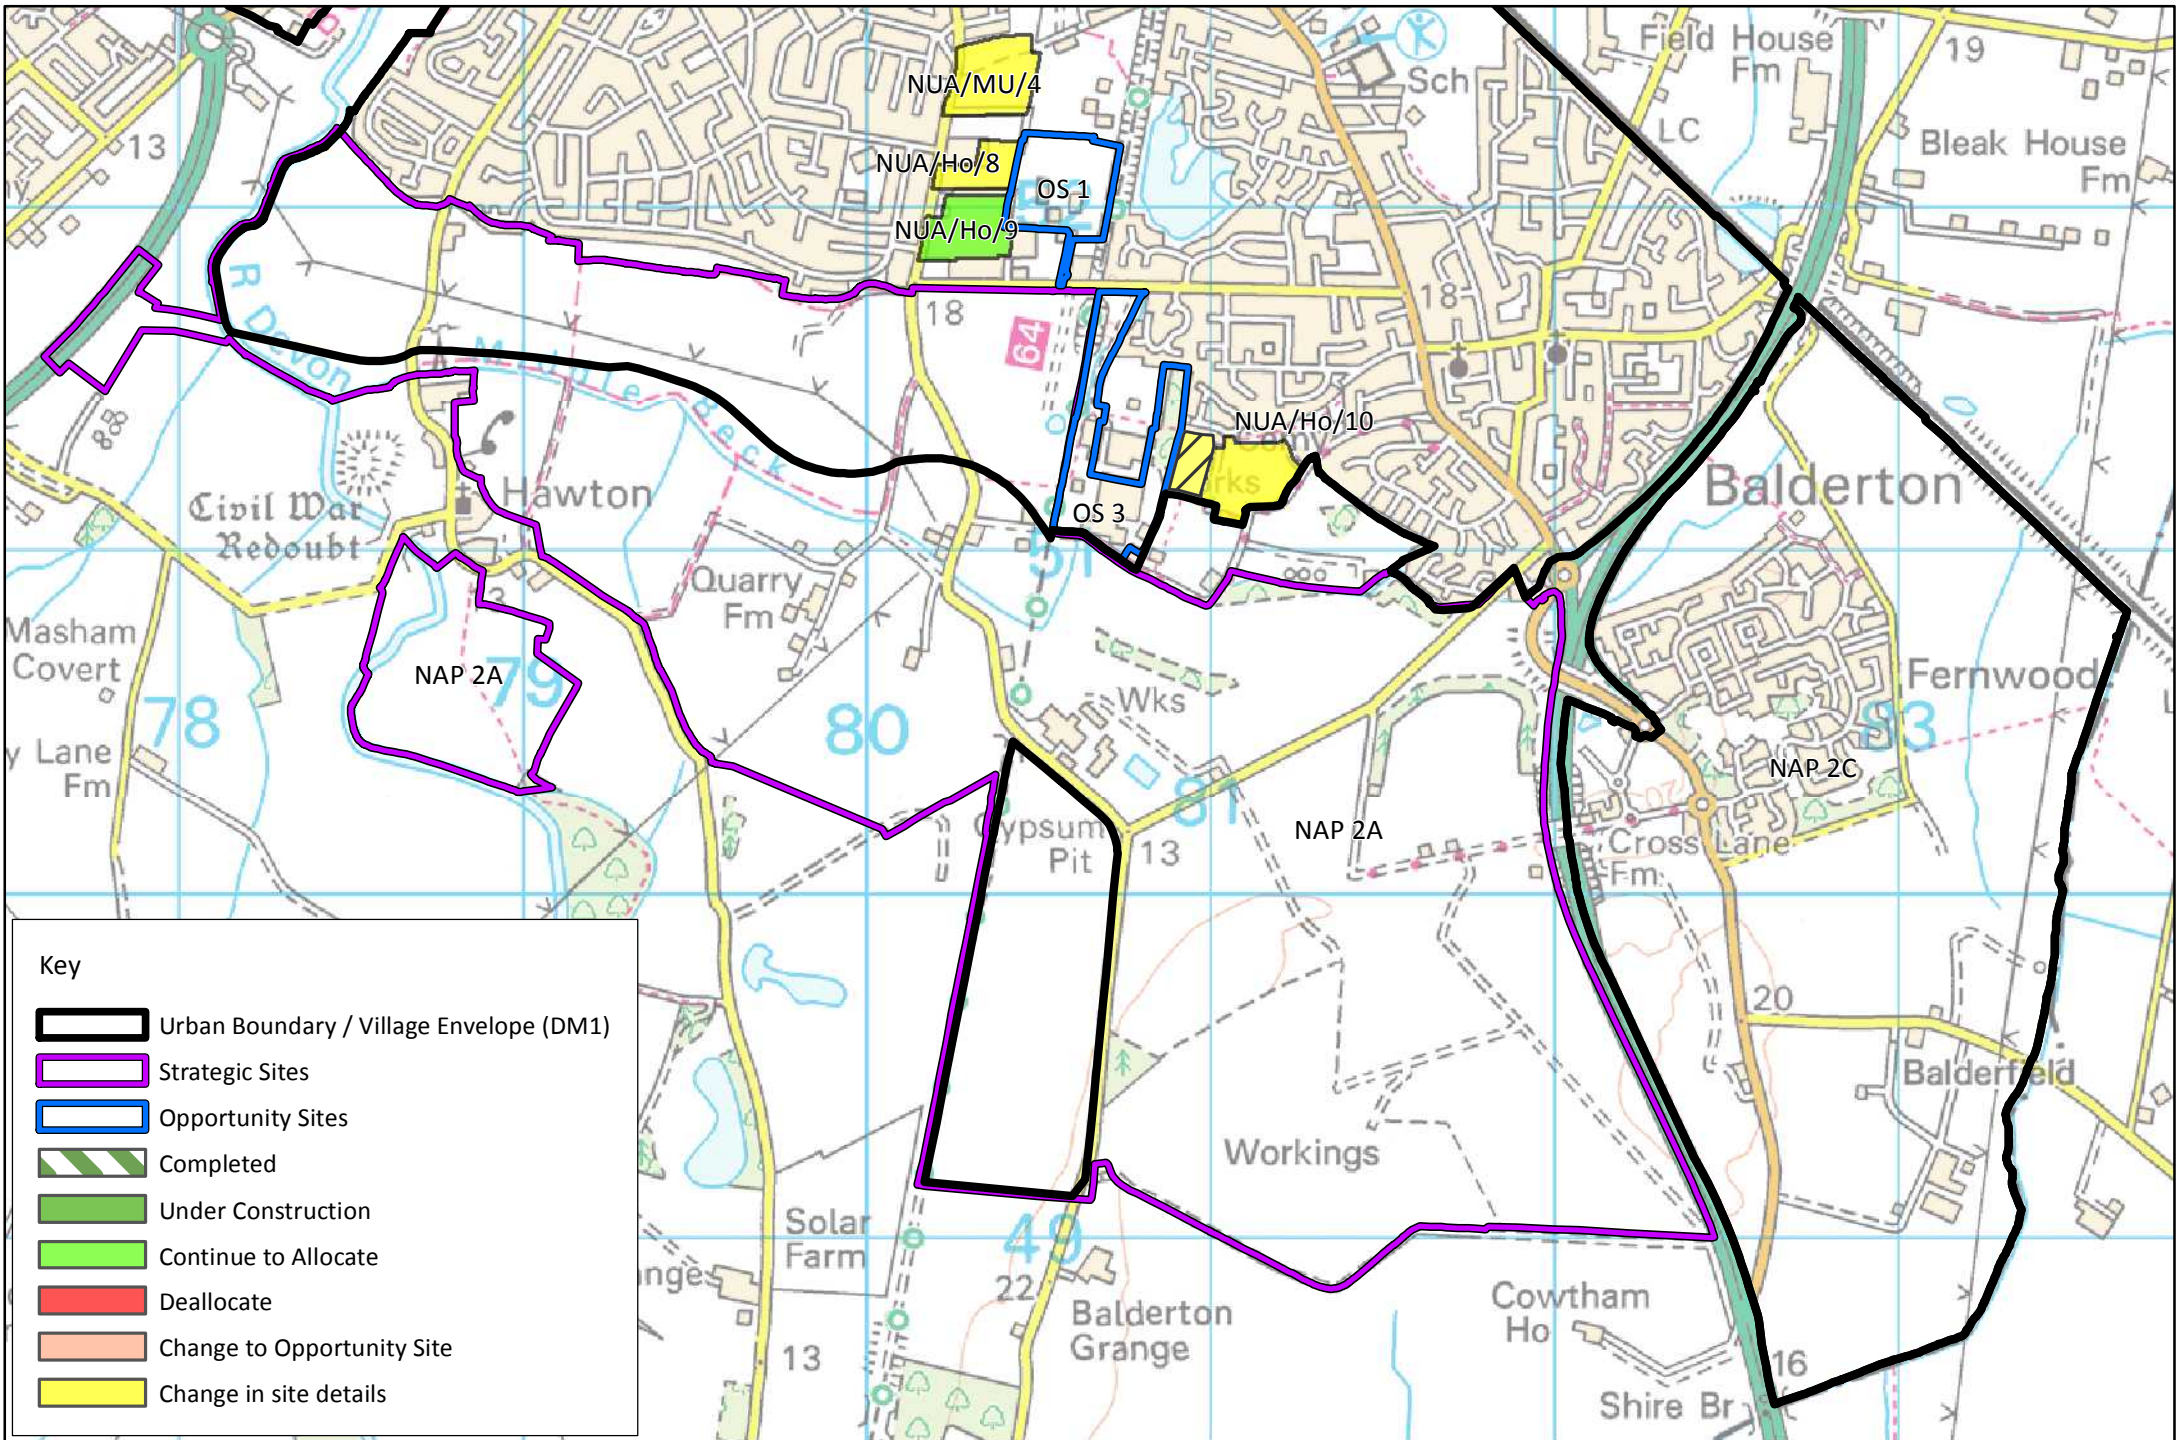 Field House
Fm
19
Sch
LC
Bleak House
Fm
13
NUA/MU/4
NUA/Ho/8
OS 1
NUA/Ho/9
R Devon
18
18
64
Middle Beck
NUA/Ho/10
Balderton
Hawton
Civil War
Redoubt
OS 3
51
Quarry
Fm
Masham
Covert
NAP 2A
79
78
Wks
Fernwood
80
83
y Lane
Fm
NAP 2C
81
Gypsum
Pit
13
NAP 2A
20
Cross Lane
Fm
20
Balderfield
Workings
Solar
Farm
49
22
Balderton
Grange
13
Cowtham
Ho
16
Shire Br
Key
Urban Boundary / Village Envelope (DM1)
Strategic Sites
Opportunity Sites
Completed
Under Construction
Continue to Allocate
Deallocate
Change to Opportunity Site
Change in site details